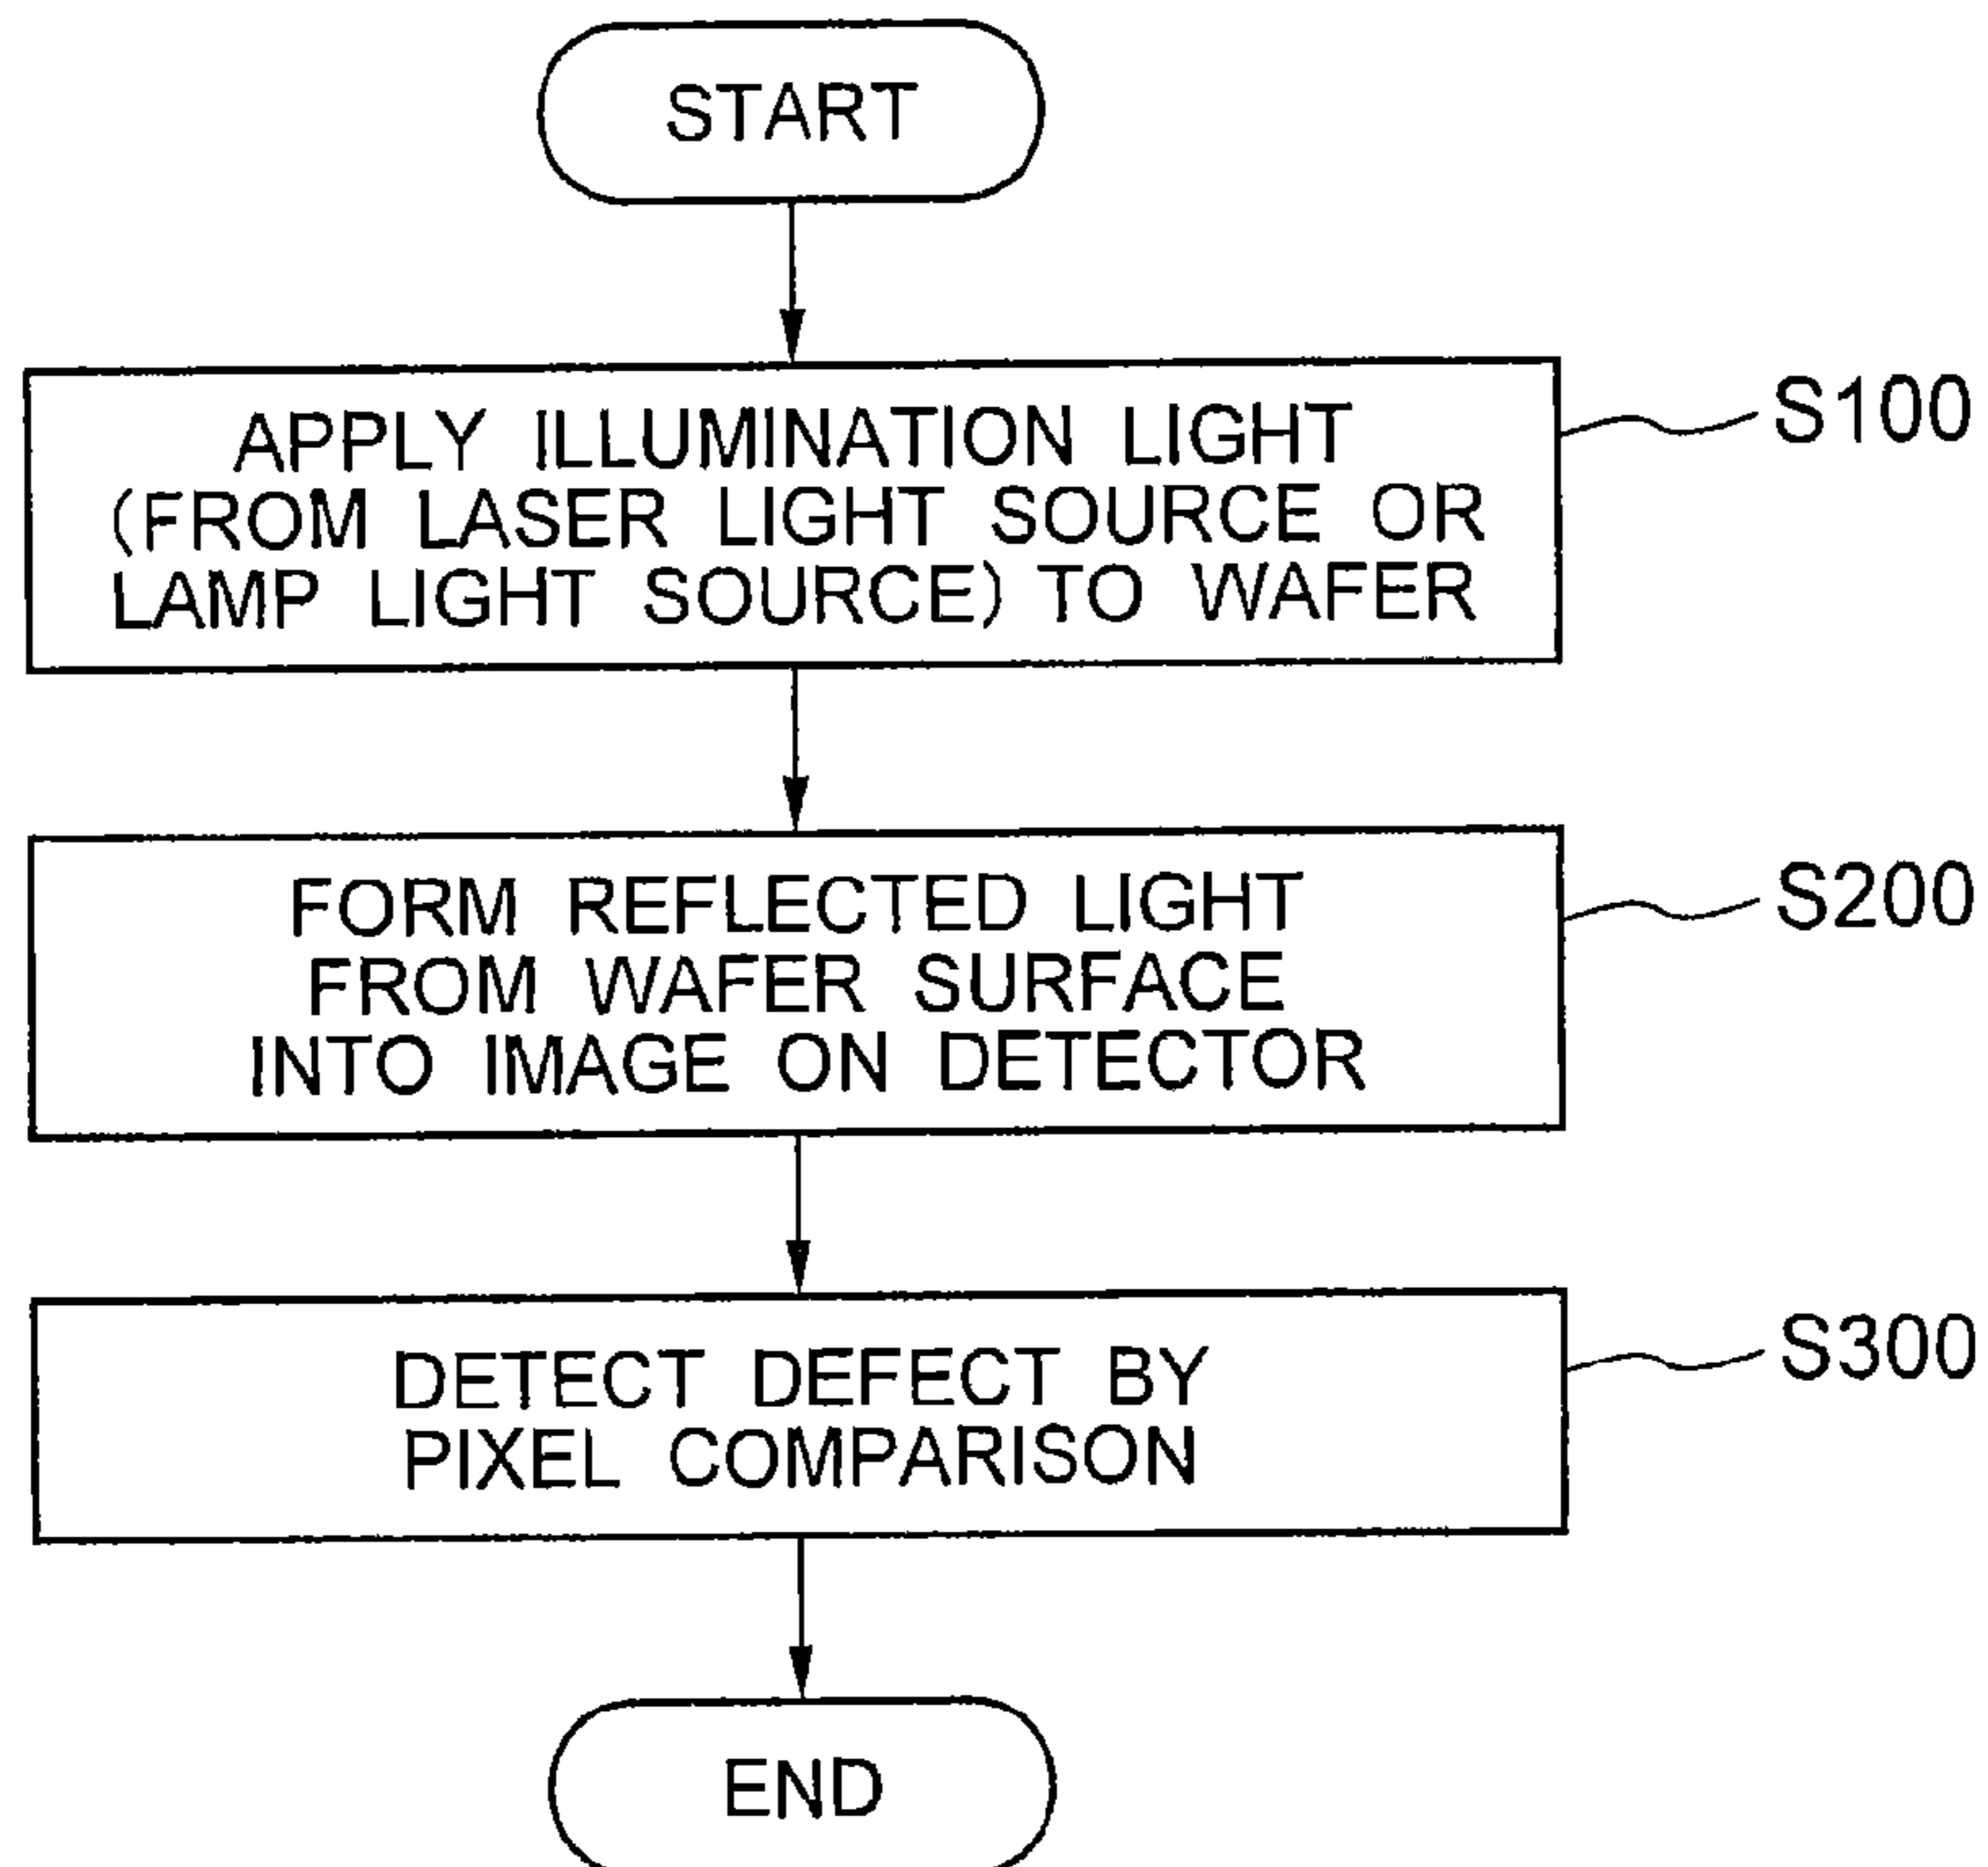 START
APPLY ILLUMINATION LIGHT
(FROM LASER LIGHT SOURCE OR
LAMP LIGHT SOURCE) TO WAFER
S100
FORM REFLECTED LIGHT
FROM WAFER SURFACE
INTO IMAGE ON DETECTOR
S200
DETECT DEFECT BY
PIXEL COMPARISON
S300
END